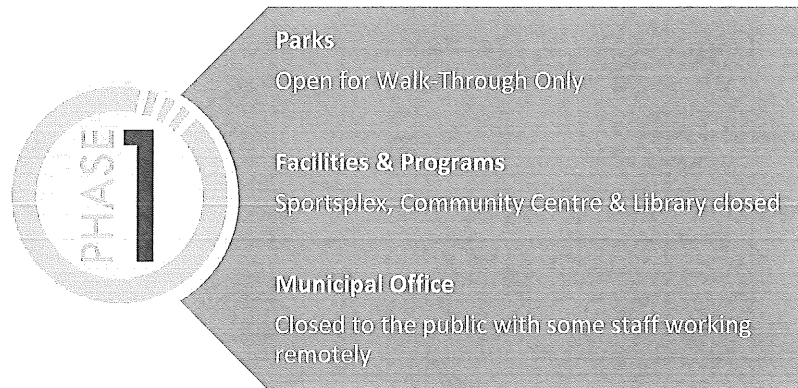 PHASE
1
Parks
Open for Walk-Through Only
Facilities & Programs
Sportsplex, Community Centre & Library closed
Municipal Office
Closed to the public with some staff working
remotely